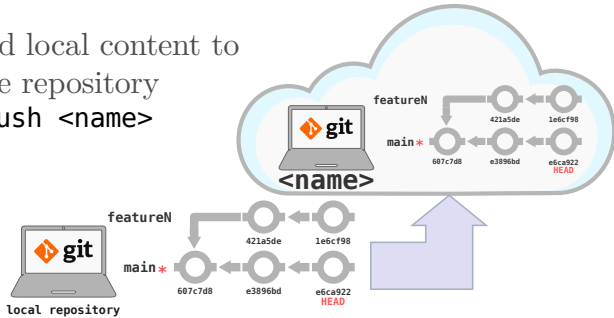 d local content to
e repository
ush <name>
git
<name>
featureN
421a5de 1e6cf98
main*
607c7d8 e3896bd e6ca922
HEAD
git
local repository
featureN
421a5de 1e6cf98
main*
607c7d8 e3896bd e6ca922
HEAD